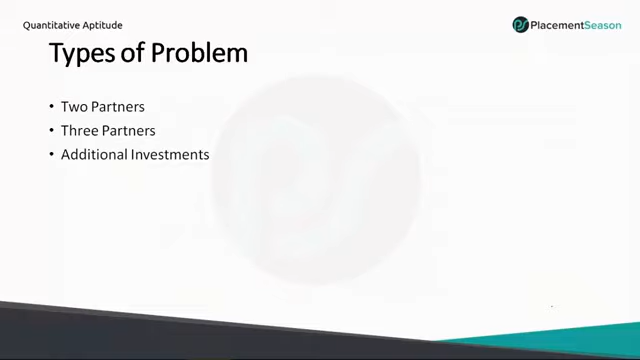 Quantitative Aptitude
PlacementSeason
Types of Problem
• Two Partners
• Three Partners
• Additional Investments